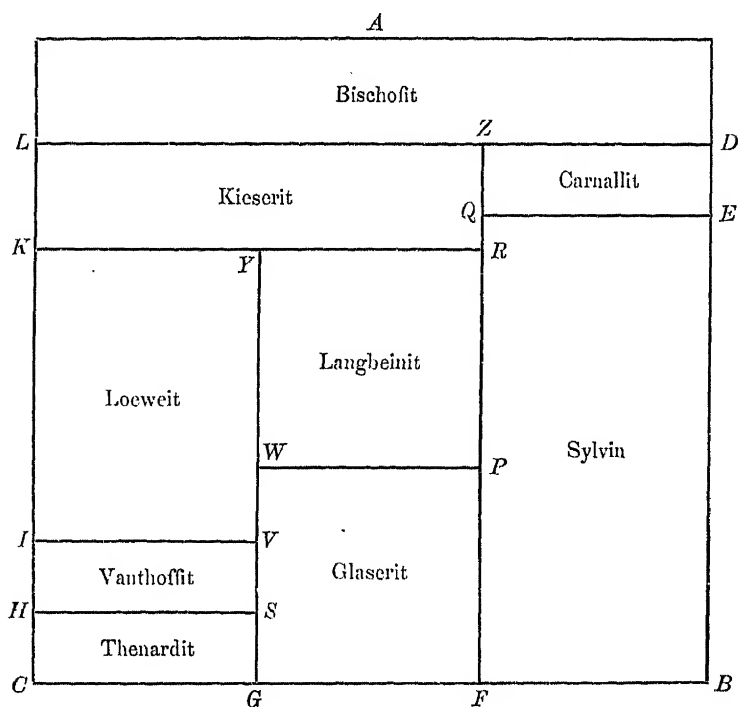 A
Bischofit
L Z D
Carnallit
Kieserit
Q E
K Y R
Langbeinit
Loeweit
W P Sylvin
I V
Vanthoffit Glaserit
H S
Thenardit
C G F B